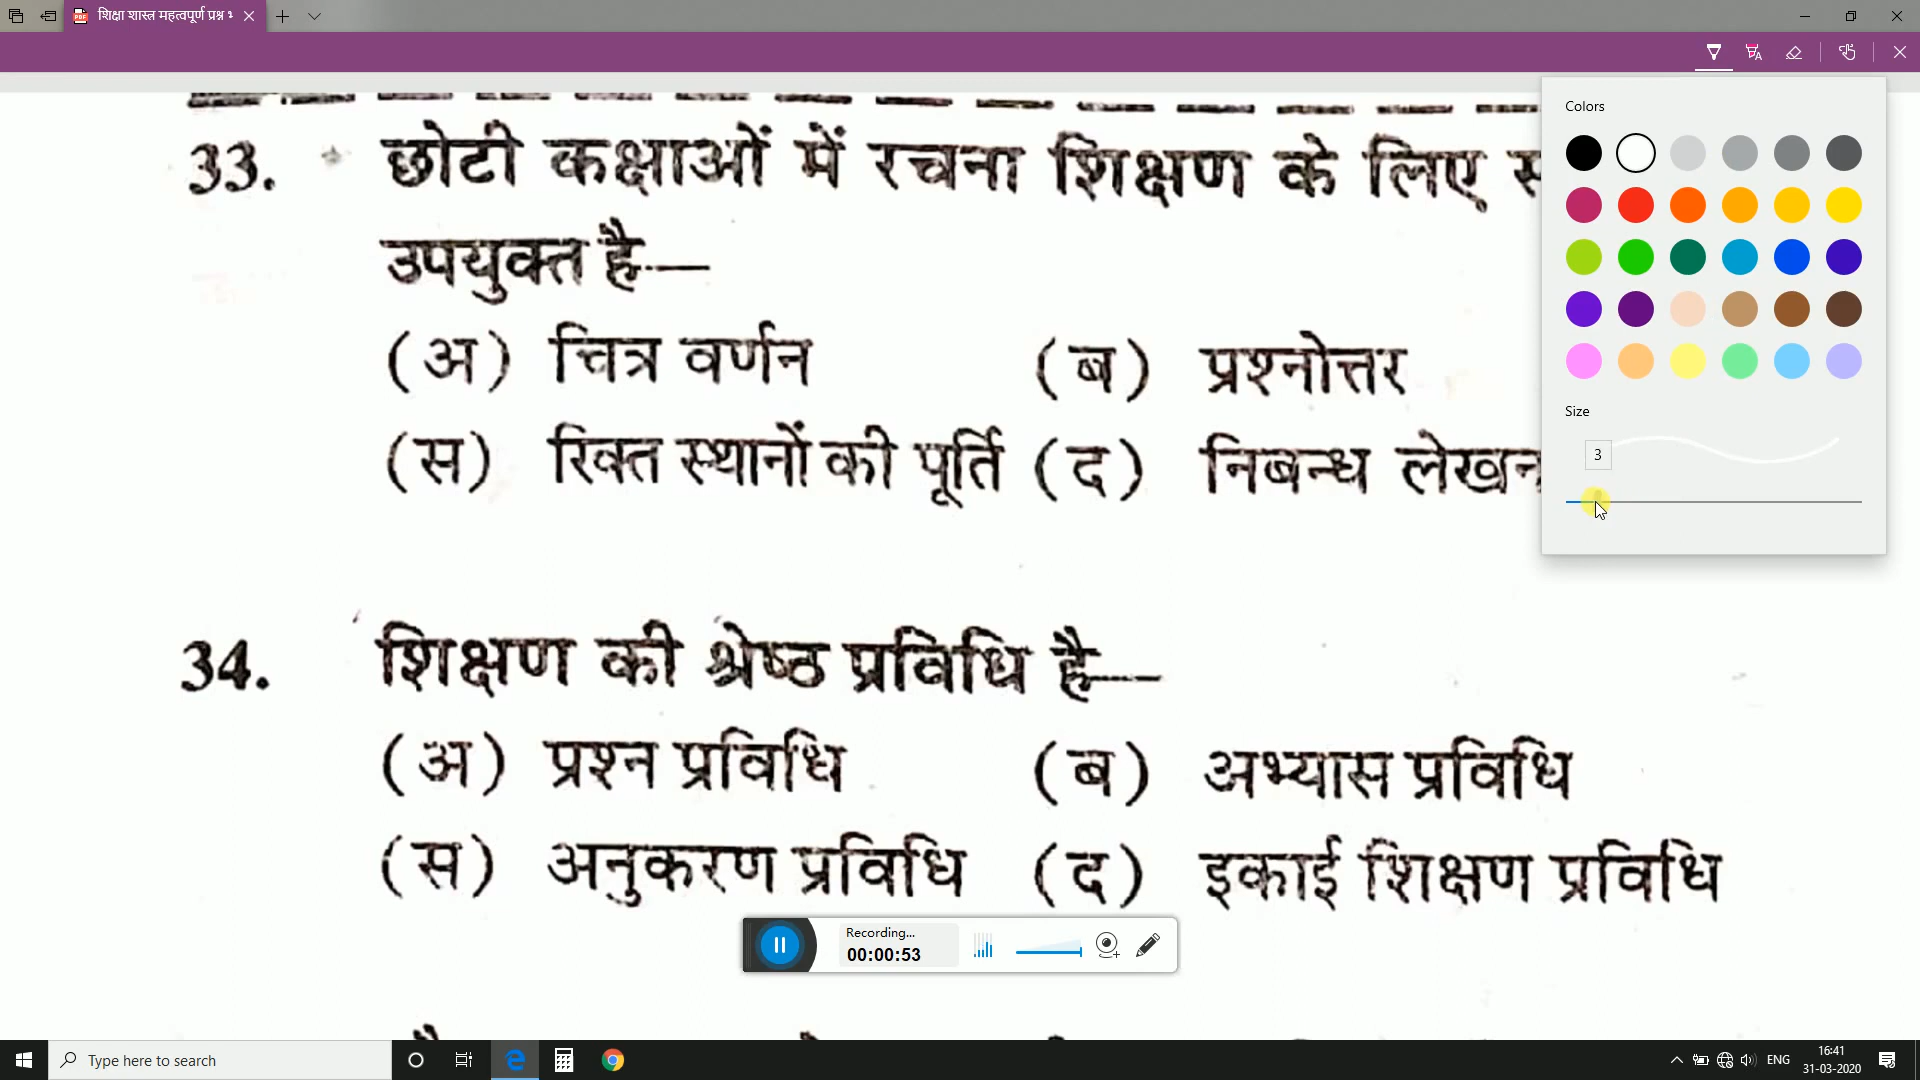 शिक्षा शास्त्र महत्वपूर्ण प्रश्न
Colors
33. छोटी कक्षाओं में रचना शिक्षण के लिए
उपयुक्त है—
(अ) चित्र वर्णन (ब) प्रश्नोत्तर
(स) रिक्त स्थानों की पूर्ति (द) निबन्ध लेखन
Size
3
34. शिक्षण की श्रेष्ठ प्रविधि है—
(अ) प्रश्न प्रविधि (ब) अभ्यास प्रविधि
(स) अनुकरण प्रविधि (द) इकाई शिक्षण प्रविधि
Recording...
00:00:53
Type here to search
ENG
16:41
31-03-2020